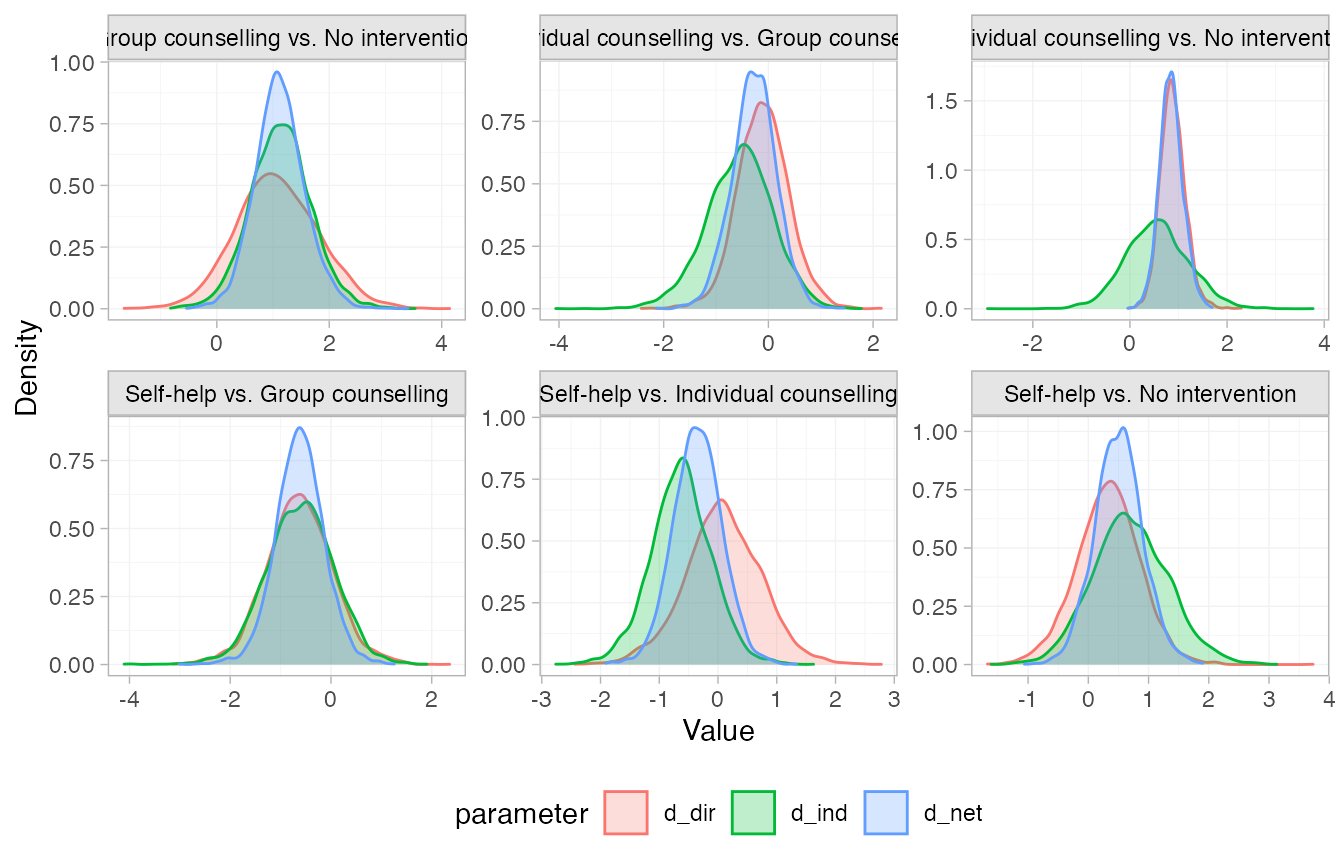 Group counselling vs. No interventio
vidual counselling vs. Group counse
ividual counselling vs. No intervent
1.00
0.75
0.50
0.25
0.00
0.75
0.50
0.25
0.00
1.5
1.0
0.5
0.0
0 2 4
-4 -2 0 2
-2 0 2 4
Density
Self-help vs. Group counselling
Self-help vs. Individual counselling
Self-help vs. No intervention
0.75
0.50
0.25
0.00
1.00
0.75
0.50
0.25
0.00
1.00
0.75
0.50
0.25
0.00
-4 -2 0 2
-3 -2 -1 0 1 2 3
-1 0 1 2 3 4
Value
parameter d_dir d_ind d_net